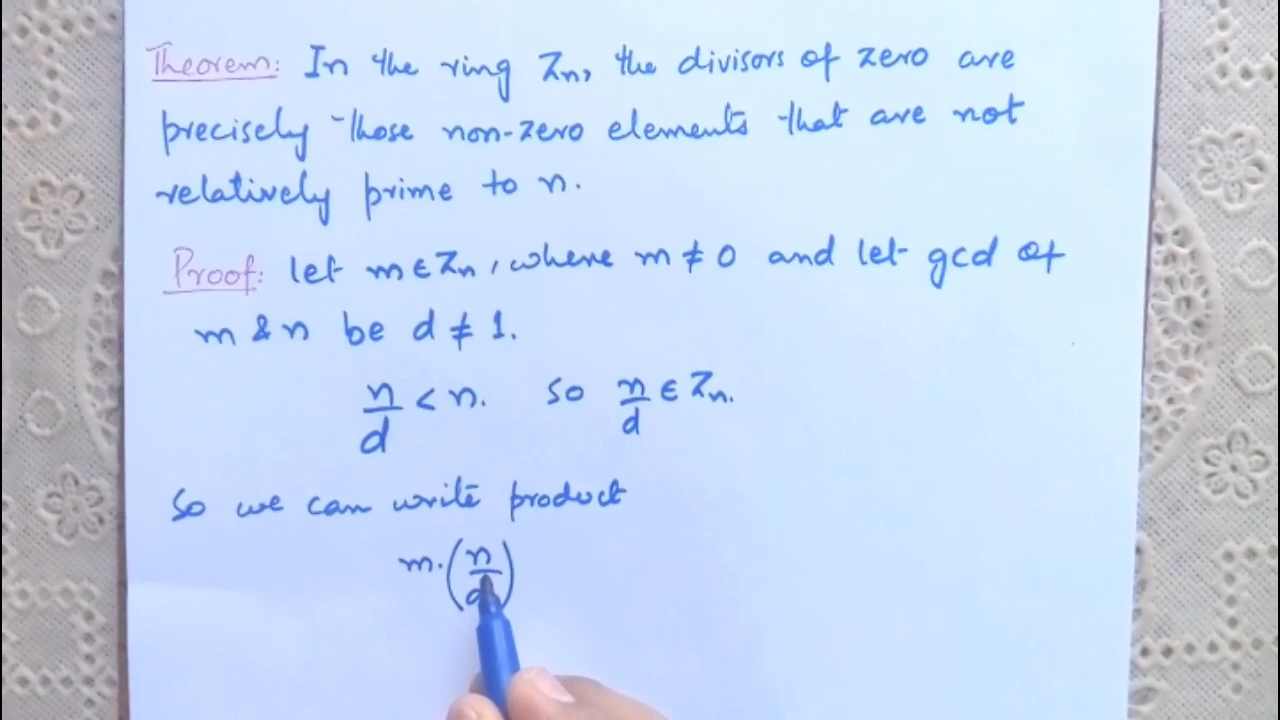 Theorem: In the ring Zn, the divisors of zero are
precisely those non-zero elements that are not
relatively prime to n.
Proof: let m ∈ Zn, where m ≠ 0 and let gcd of
m & n be d ≠ 1.
n/d < n. So n/d ∈ Zn.
So we can write product
m·(n/d)